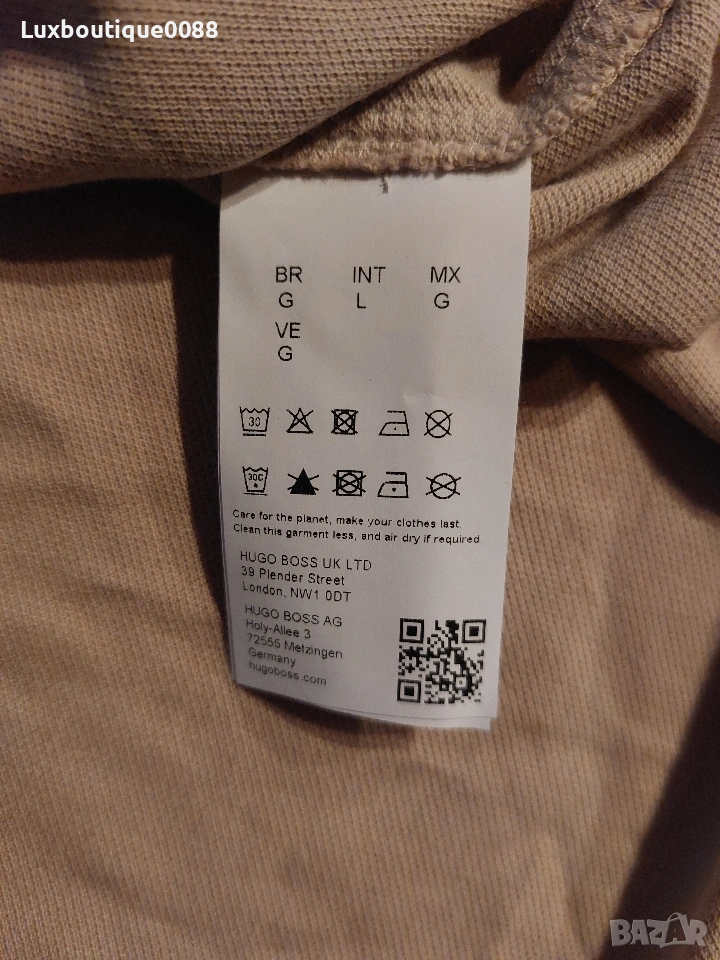 Luxboutique0088
BR INT MX
G L G
VE
G
30
30C
Care for the planet, make your clothes last.
Clean this garment less, and air dry if required
HUGO BOSS UK LTD
39 Plender Street
London, NW1 0DT
HUGO BOSS AG
Holy-Allee 3
72555 Metzingen
Germany
hugoboss.com
BAZAR